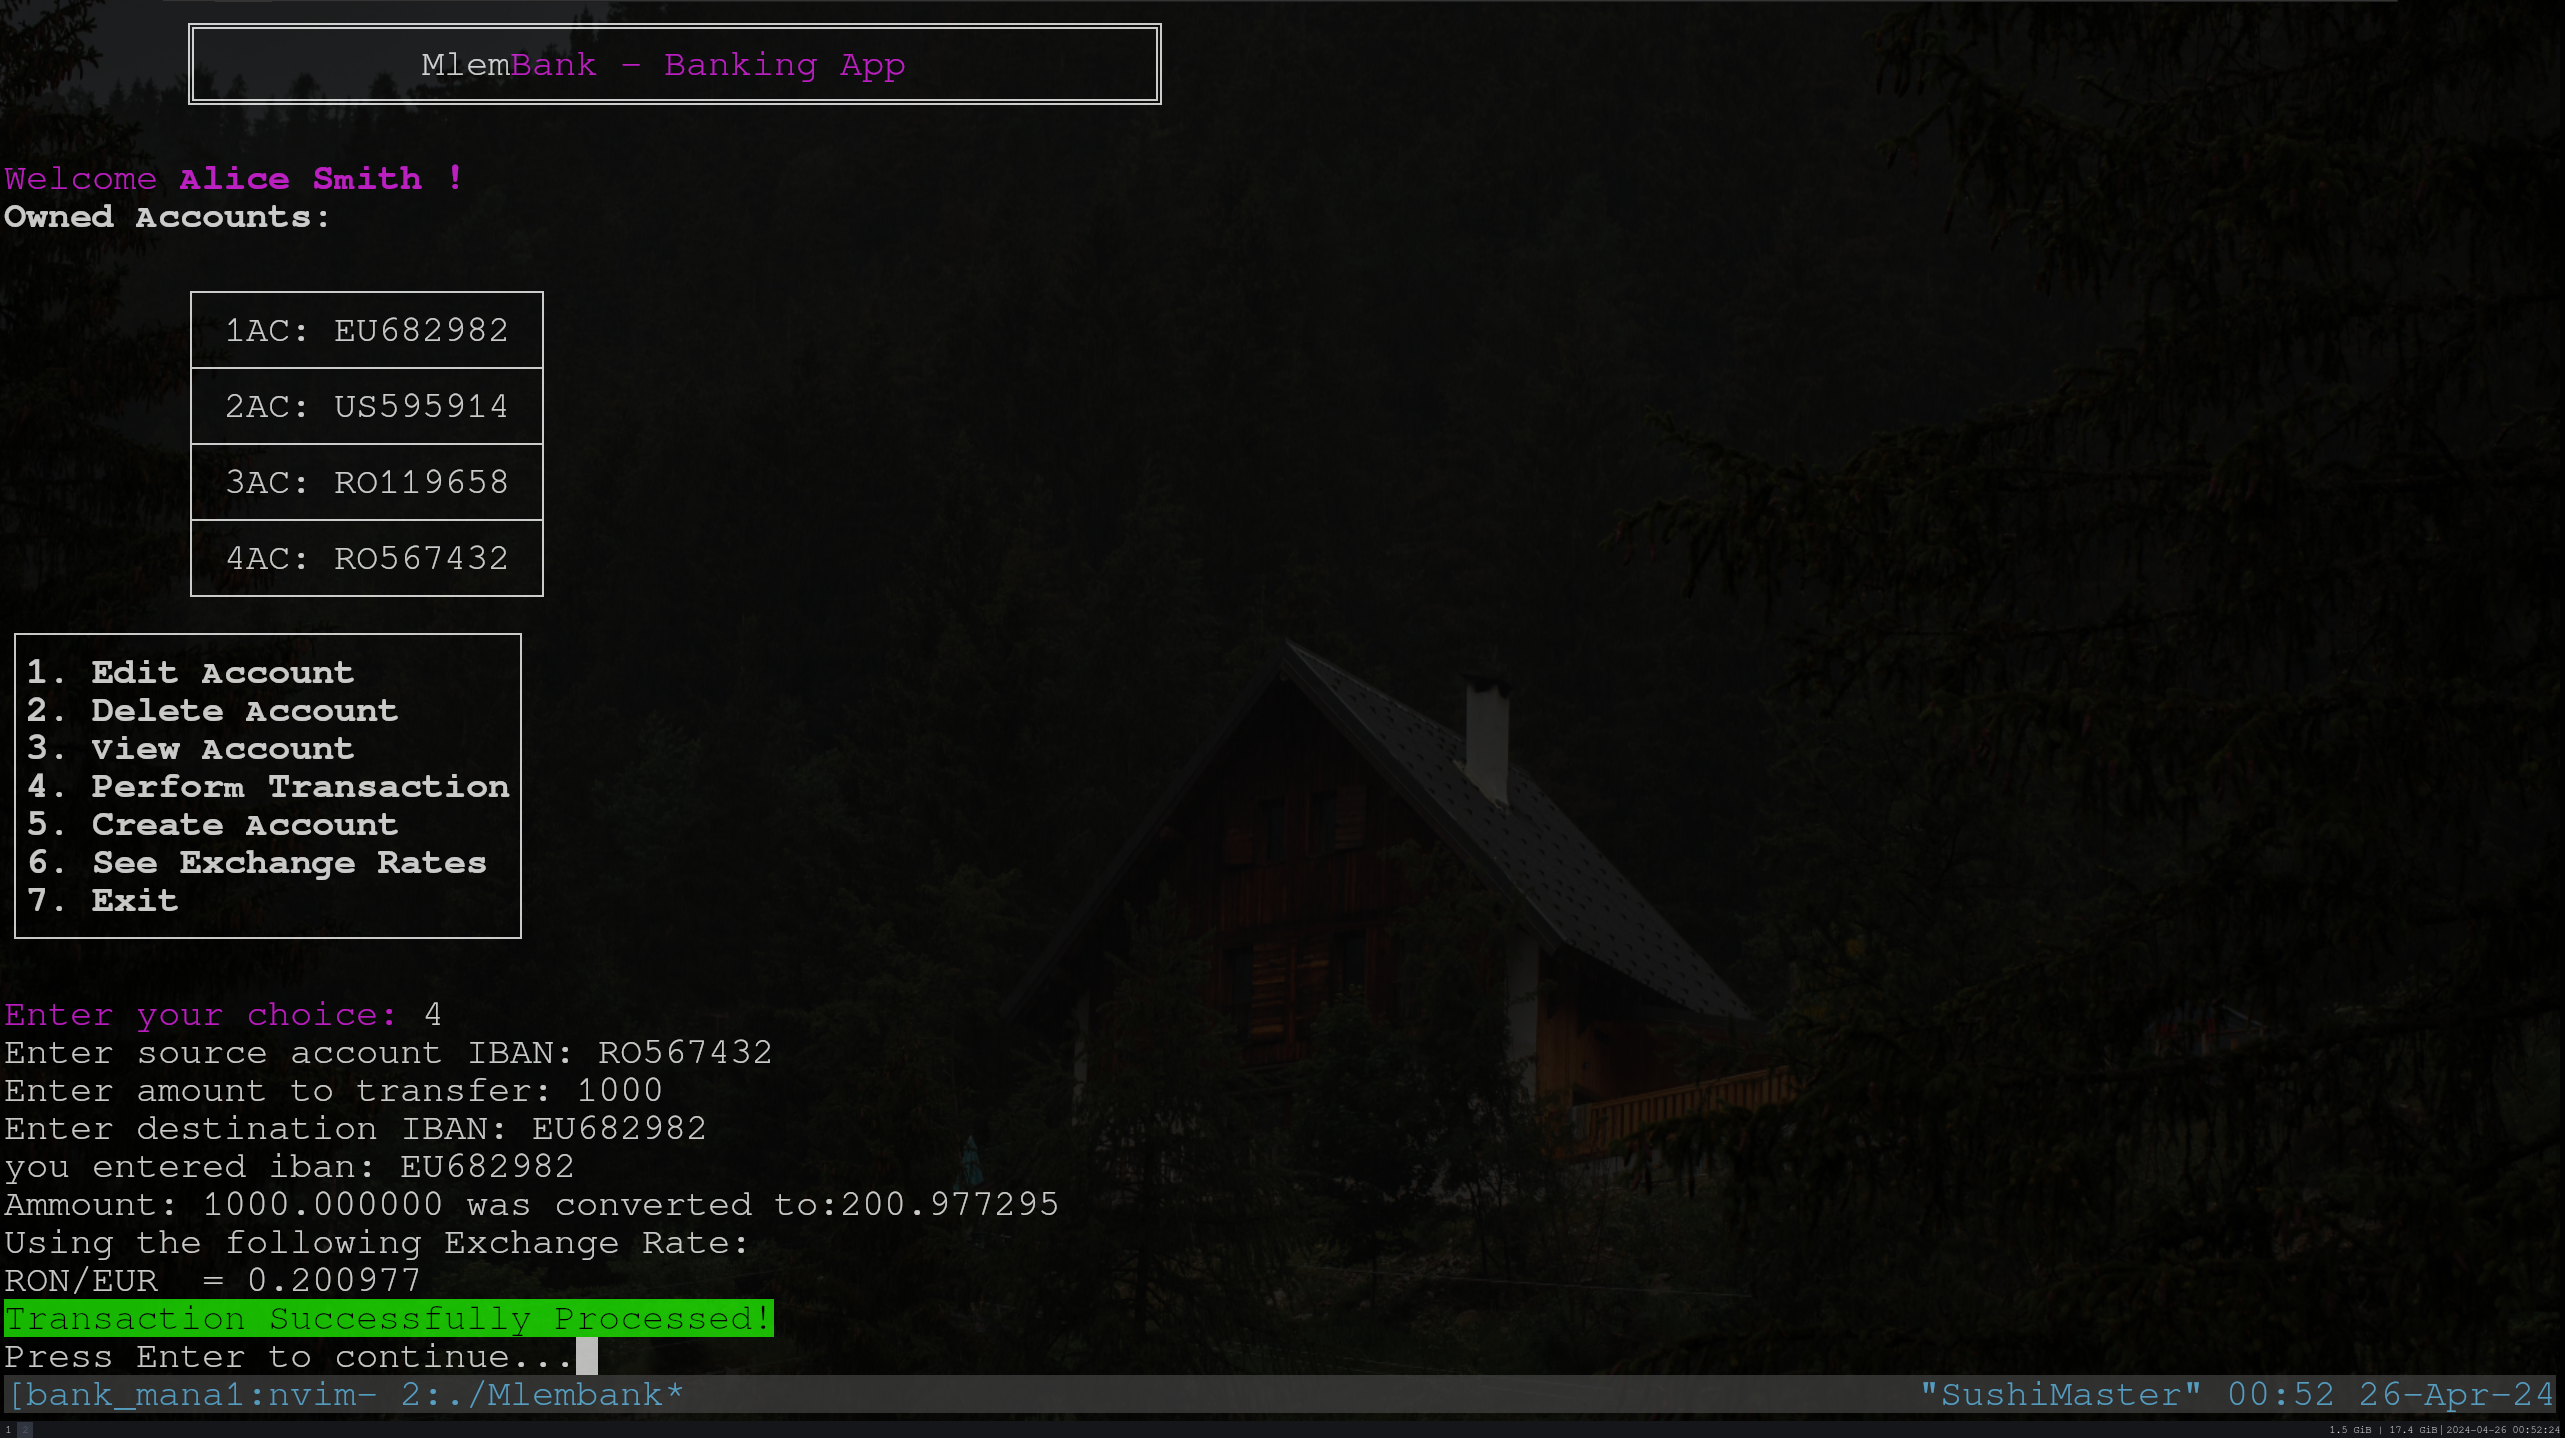 MlemBank - Banking App
Welcome Alice Smith !
Owned Accounts:
1AC: EU682982
2AC: US595914
3AC: RO119658
4AC: RO567432
1. Edit Account
2. Delete Account
3. View Account
4. Perform Transaction
5. Create Account
6. See Exchange Rates
7. Exit
Enter your choice: 4
Enter source account IBAN: RO567432
Enter amount to transfer: 1000
Enter destination IBAN: EU682982
you entered iban: EU682982
Ammount: 1000.000000 was converted to:200.977295
Using the following Exchange Rate:
RON/EUR  = 0.200977
Transaction Successfully Processed!
Press Enter to continue...
[bank_mana1:nvim- 2:./Mlembank* "SushiMaster" 00:52 26-Apr-24
1 2 1.5 GiB | 17.4 GiB|2024-04-26 00:52:24